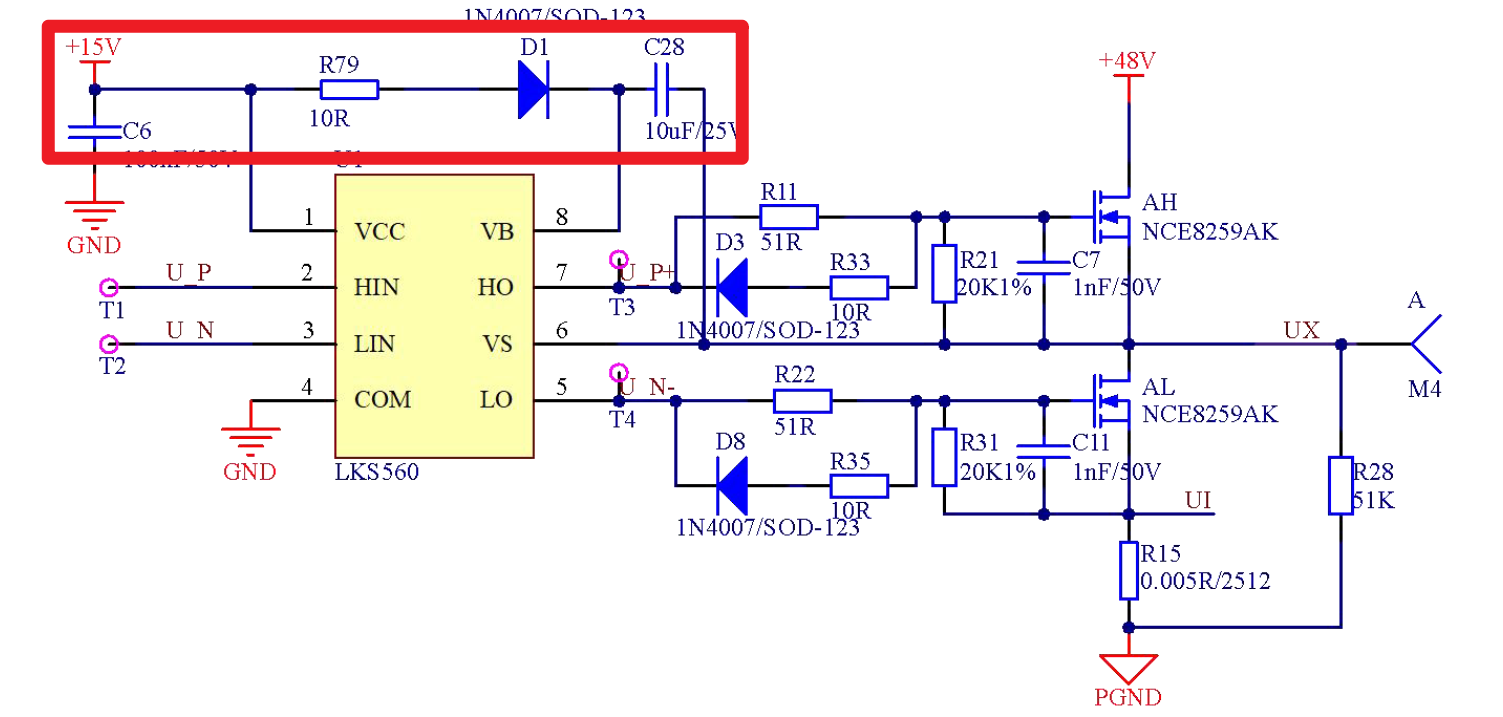 1N4007/SOD-123
+15V
R79
D1
C28
10R
C6
10uF/25V
100nF/50V
U1
GND
1
VCC
VB
8
2
HIN
HO
7
3
LIN
VS
6
4
COM
LO
5
LKS560
U_P
T1
U_N
T2
GND
U_P+
T3
U_N-
T4
R11
51R
D3
R33
10R
1N4007/SOD-123
R21
20K1%
C7
1nF/50V
+48V
AH
NCE8259AK
UX
A
M4
R22
51R
D8
R35
10R
1N4007/SOD-123
R31
20K1%
C11
1nF/50V
AL
NCE8259AK
UI
R28
51K
R15
0.005R/2512
PGND